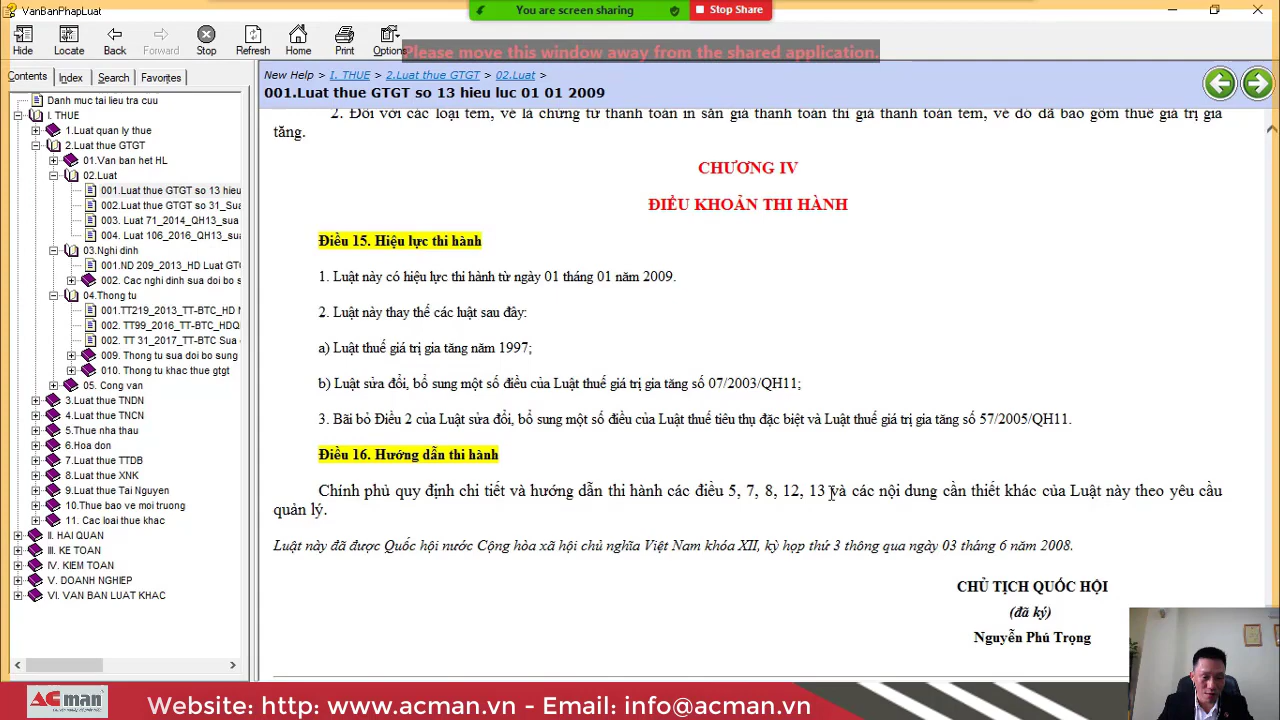 VanBanPhapLuat
You are screen sharing
Stop Share
Hide
Locate
Back
Forward
Stop
Refresh
Home
Print
Options
Please move this window away from the shared application.
Contents
Index
Search
Favorites
Danh muc tai lieu tra cuu
I. THUE
1.Luat quan ly thue
2.Luat thue GTGT
01.Van ban het HL
02.Luat
001.Luat thue GTGT so 13 hieu
002.Luat thue GTGT so 31_Sua
003. Luat 71_2014_QH13_sua
004. Luat 106_2016_QH13_sua
03.Nghi dinh
001.ND 209_2013_HD Luat GTG
002. Cac nghi dinh sua doi bo s
04.Thong tu
001.TT219_2013_TT-BTC_HD N
002. TT99_2016_TT-BTC_HDQ
002. TT 31_2017_TT-BTC Sua
009. Thong tu sua doi bo sung
010. Thong tu khac thue gtgt
05. Cong van
3.Luat thue TNDN
4.Luat thue TNCN
5.Thue nha thau
6.Hoa don
7.Luat thue TTDB
8.Luat thue XNK
9.Luat thue Tai Nguyen
10.Thue bao ve moi truong
11. Cac loai thue khac
II. HAI QUAN
III. KE TOAN
IV. KIEM TOAN
V. DOANH NGHIEP
VI. VAN BAN LUAT KHAC
New Help > I. THUE > 2.Luat thue GTGT > 02.Luat >
001.Luat thue GTGT so 13 hieu luc 01 01 2009
2. Đối với các loại tem, vé là chứng từ thanh toán in sẵn giá thanh toán thì giá thanh toán tem, vé đó đã bao gồm thuế giá trị gia
tăng.
CHƯƠNG IV
ĐIỀU KHOẢN THI HÀNH
Điều 15. Hiệu lực thi hành
1. Luật này có hiệu lực thi hành từ ngày 01 tháng 01 năm 2009.
2. Luật này thay thế các luật sau đây:
a) Luật thuế giá trị gia tăng năm 1997;
b) Luật sửa đổi, bổ sung một số điều của Luật thuế giá trị gia tăng số 07/2003/QH11;
3. Bãi bỏ Điều 2 của Luật sửa đổi, bổ sung một số điều của Luật thuế tiêu thụ đặc biệt và Luật thuế giá trị gia tăng số 57/2005/QH11.
Điều 16. Hướng dẫn thi hành
Chính phủ quy định chi tiết và hướng dẫn thi hành các điều 5, 7, 8, 12, 13 và các nội dung cần thiết khác của Luật này theo yêu cầu
quản lý.
Luật này đã được Quốc hội nước Cộng hòa xã hội chủ nghĩa Việt Nam khóa XII, kỳ họp thứ 3 thông qua ngày 03 tháng 6 năm 2008.
CHỦ TỊCH QUỐC HỘI
(đã ký)
Nguyễn Phú Trọng
ACman
Website: http: www.acman.vn - Email: info@acman.vn